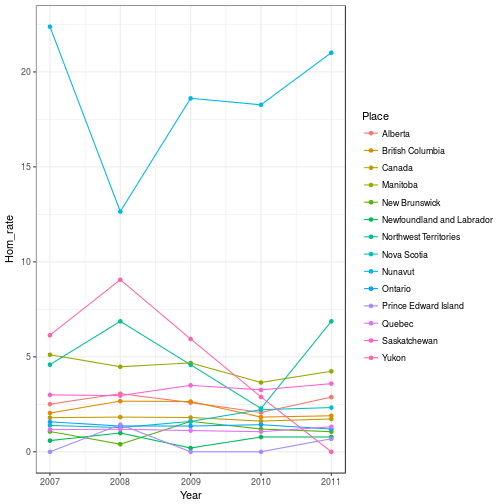 20
15
10
5
0
Hom_rate
2007 2008 2009 2010 2011
Year
Place
Alberta
British Columbia
Canada
Manitoba
New Brunswick
Newfoundland and Labrador
Northwest Territories
Nova Scotia
Nunavut
Ontario
Prince Edward Island
Quebec
Saskatchewan
Yukon